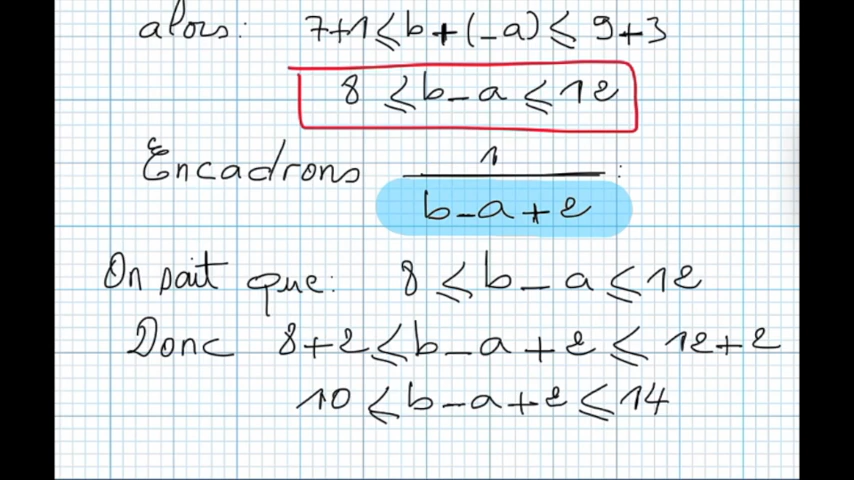 alors: 7+1 ≤ b + (-a) ≤ 9+3
8 ≤ b - a ≤ 12
Encadrons 1/(b-a+2) :
On sait que: 8 ≤ b - a ≤ 12
Donc 8+2 ≤ b - a + 2 ≤ 12+2
10 ≤ b - a + 2 ≤ 14